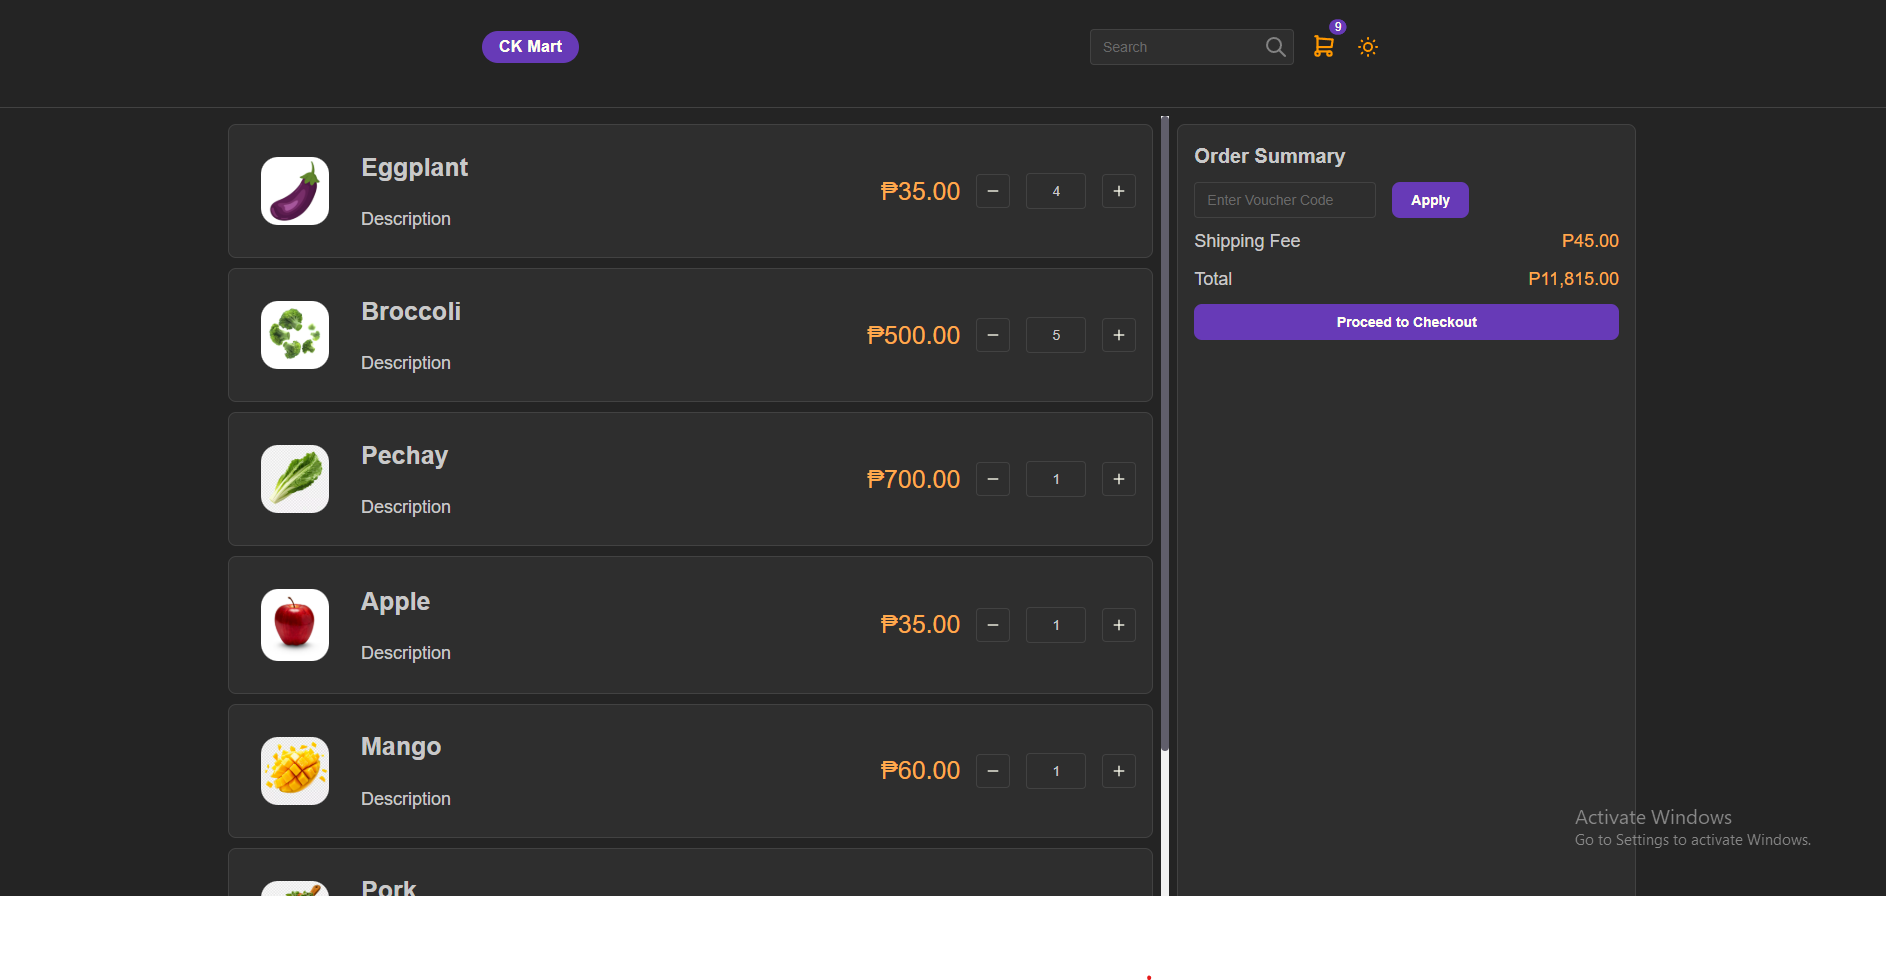 CK Mart
Search
9
Eggplant
Description
₱35.00
4
Broccoli
Description
₱500.00
5
Pechay
Description
₱700.00
1
Apple
Description
₱35.00
1
Mango
Description
₱60.00
1
Pork
Order Summary
Enter Voucher Code
Apply
Shipping Fee P45.00
Total P11,815.00
Proceed to Checkout
Activate Windows
Go to Settings to activate Windows.